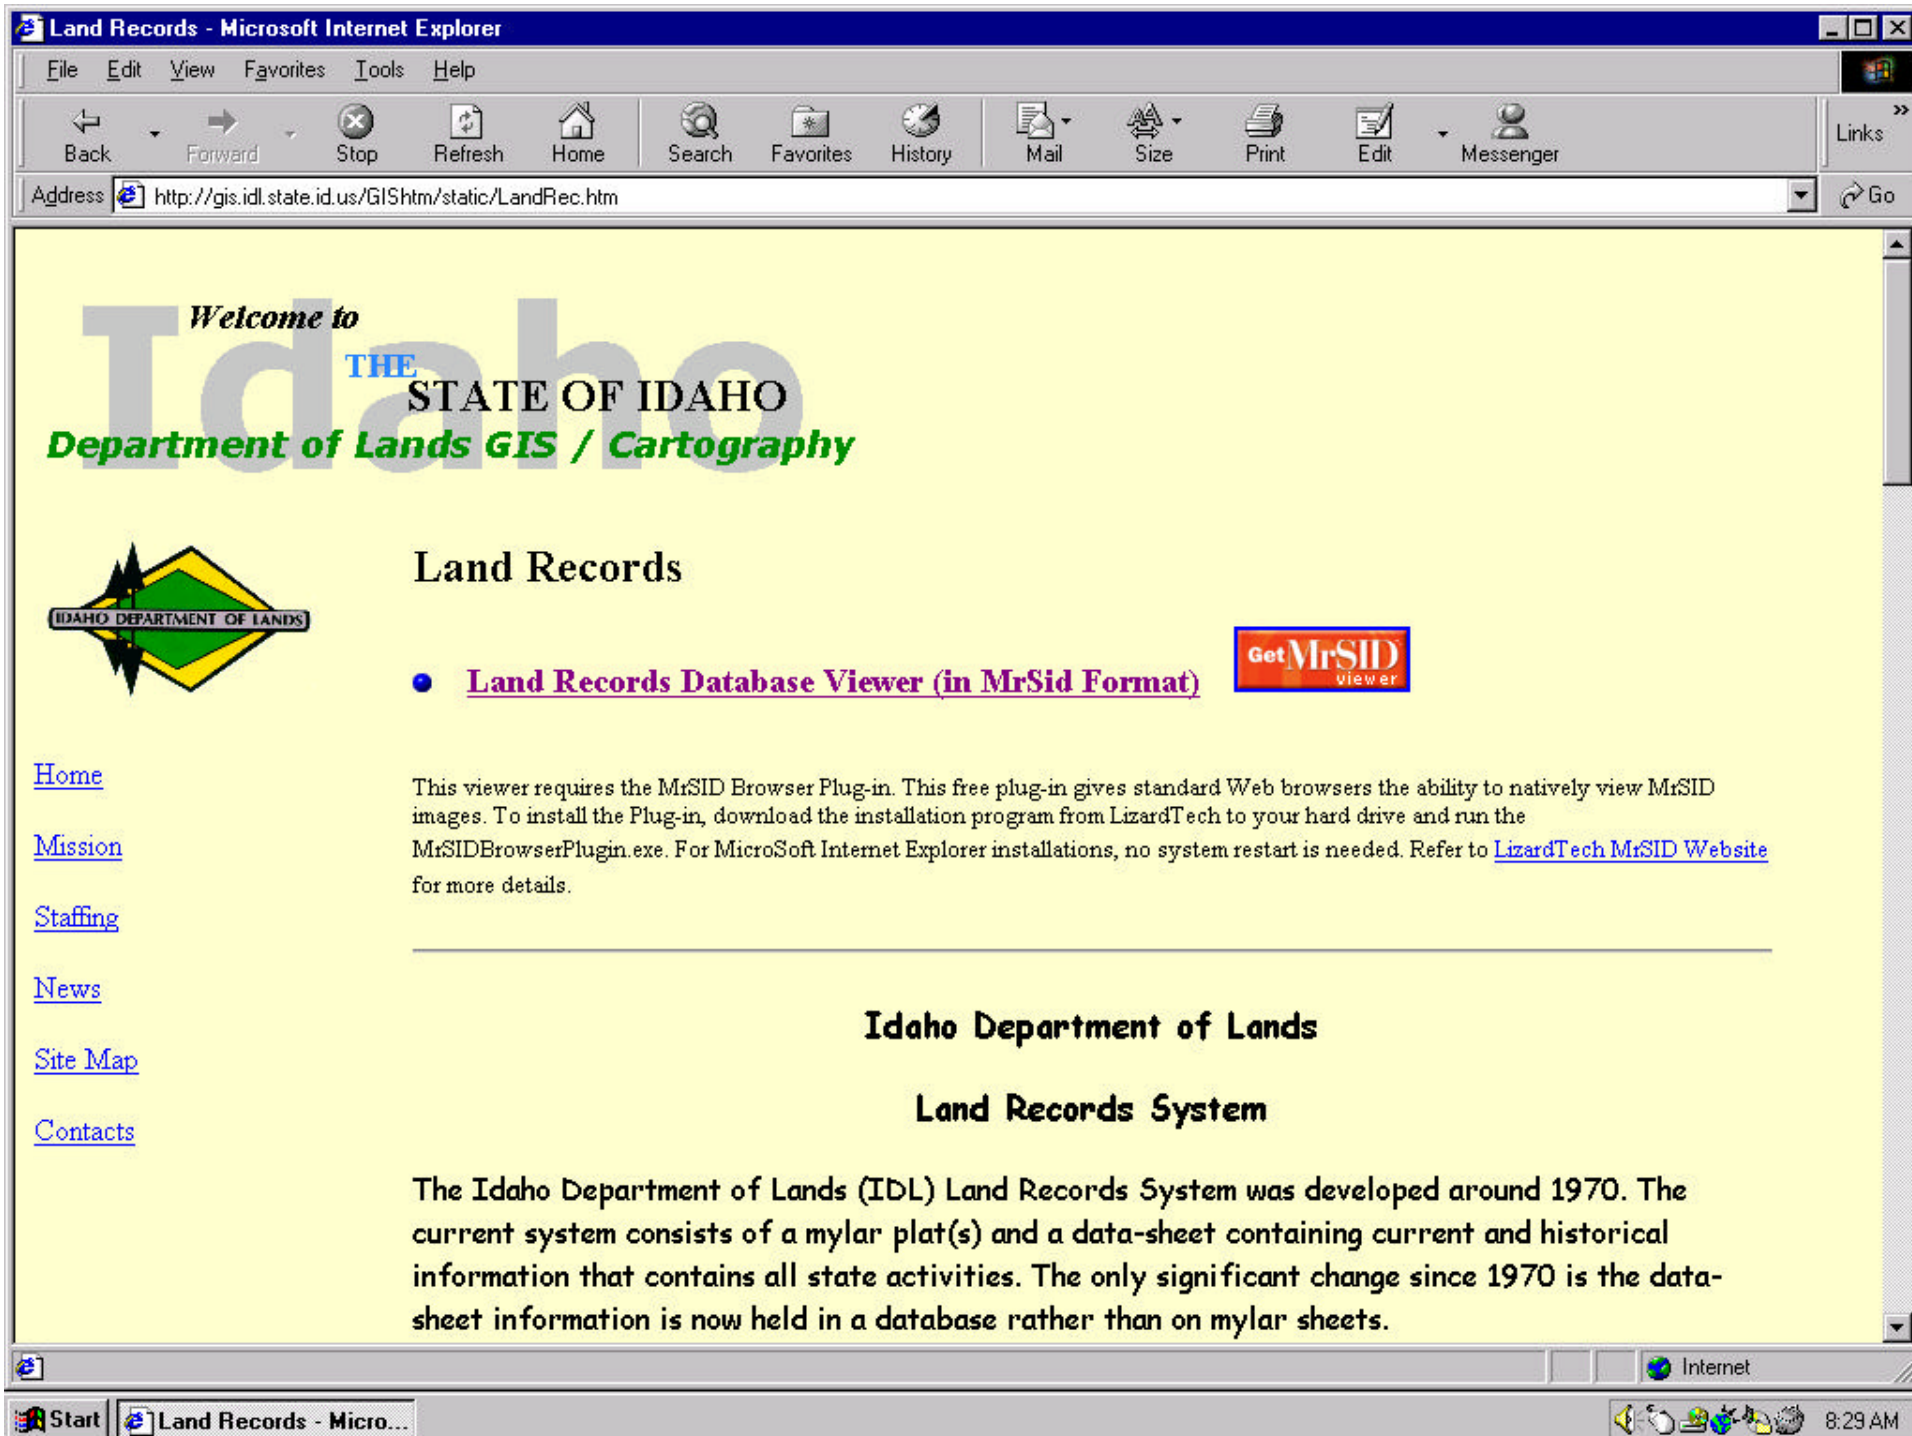 Land Records - Microsoft Internet Explorer
File Edit View Favorites Tools Help
Back Forward Stop Refresh Home Search Favorites History Mail Size Print Edit Messenger Links »
Address http://gis.idl.state.id.us/GIShtm/static/LandRec.htm Go
Idaho
Welcome to
THE
STATE OF IDAHO
Department of Lands GIS / Cartography
IDAHO DEPARTMENT OF LANDS
Land Records
Land Records Database Viewer (in MrSid Format)
Get MrSID
viewer
Home
Mission
Staffing
News
Site Map
Contacts
This viewer requires the MrSID Browser Plug-in. This free plug-in gives standard Web browsers the ability to natively view MrSID
images. To install the Plug-in, download the installation program from LizardTech to your hard drive and run the
MrSIDBrowserPlugin.exe. For MicroSoft Internet Explorer installations, no system restart is needed. Refer to LizardTech MrSID Website
for more details.
Idaho Department of Lands
Land Records System
The Idaho Department of Lands (IDL) Land Records System was developed around 1970. The
current system consists of a mylar plat(s) and a data-sheet containing current and historical
information that contains all state activities. The only significant change since 1970 is the data-
sheet information is now held in a database rather than on mylar sheets.
Internet
Start Land Records - Micro... 8:29 AM